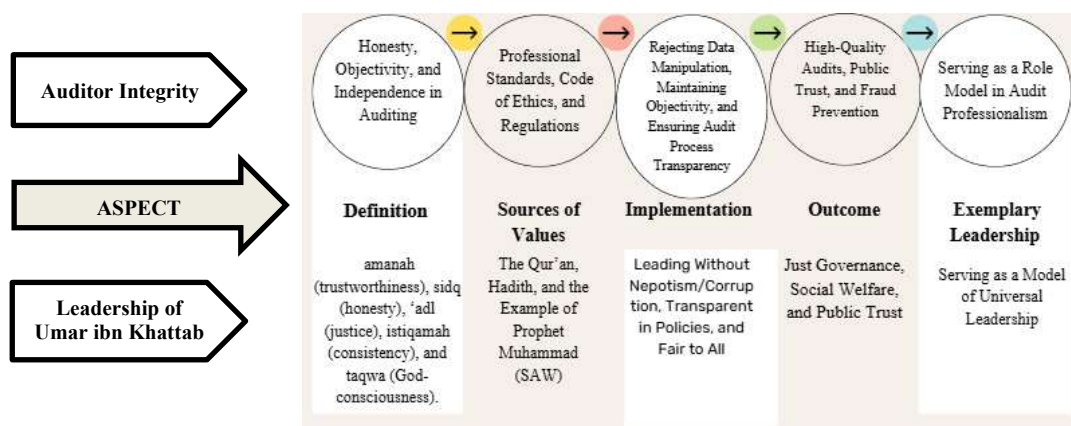 Auditor Integrity
Honesty,
Objectivity, and
Independence in
Auditing
→
Professional
Standards, Code
of Ethics, and
Regulations
→
Rejecting Data
Manipulation,
Maintaining
Objectivity, and
Ensuring Audit
Process
Transparency
→
High-Quality
Audits, Public
Trust, and Fraud
Prevention
→
Serving as a Role
Model in Audit
Professionalism
ASPECT
Definition
Sources of
Values
Implementation
Outcome
Exemplary
Leadership
Leadership of
Umar ibn Khattab
amanah
(trustworthiness), sidq
(honesty), ‘adl
(justice), istiqamah
(consistency), and
taqwa (God-
consciousness).
The Qur’an,
Hadith, and the
Example of
Prophet
Muhammad
(SAW)
Leading Without
Nepotism/Corrup
tion, Transparent
in Policies, and
Fair to All
Just Governance,
Social Welfare,
and Public Trust
Serving as a Model
of Universal
Leadership